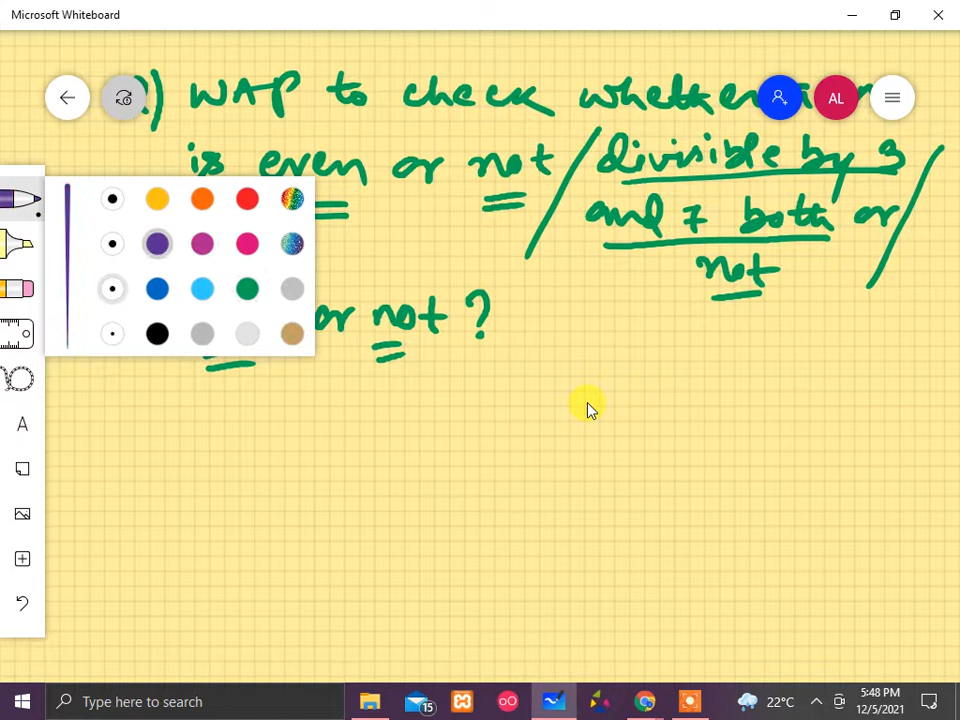 Microsoft Whiteboard
) WAP to check whether
AL
is even or not / divisible by 3 /
and 7 both or
not
or not ?
A
15
Type here to search
22°C
5:48 PM
12/5/2021